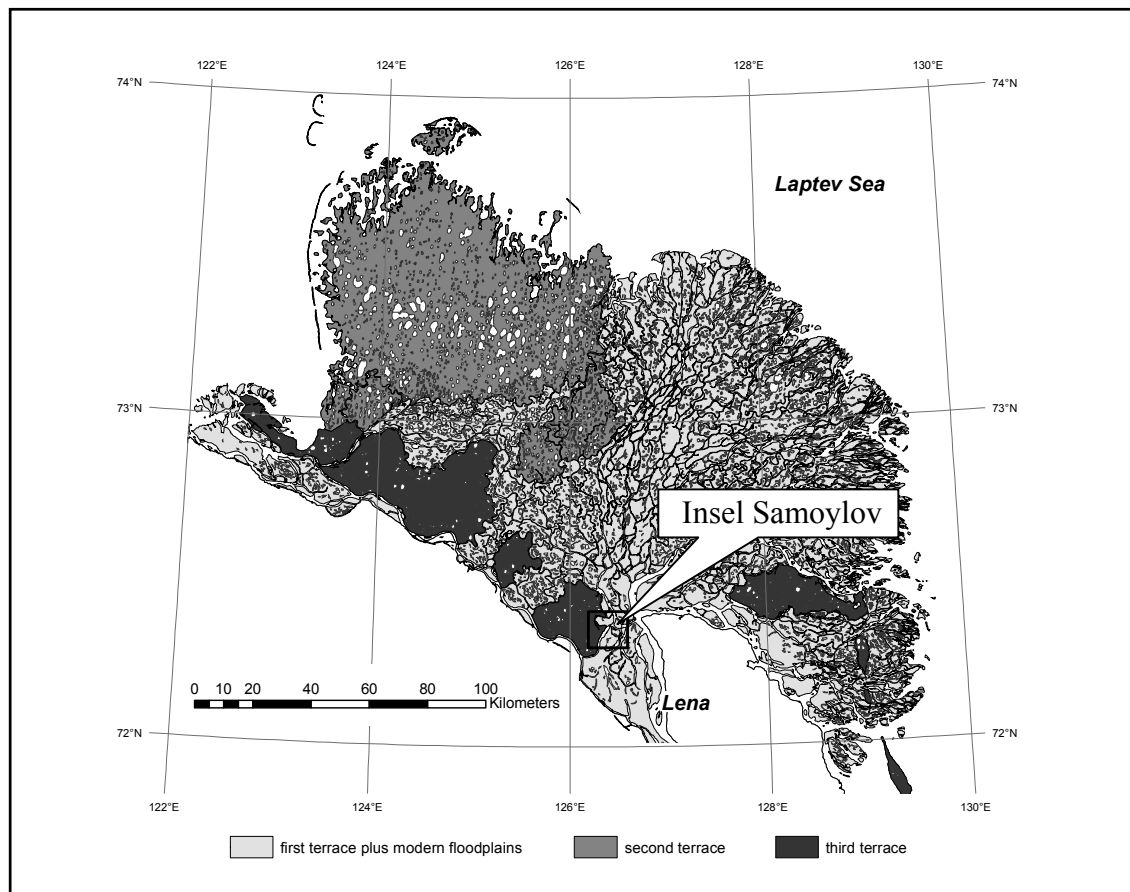 122°E 124°E 126°E 128°E 130°E
74°N 74°N
Laptev Sea
73°N 73°N
Insel Samoylov
0 10 20 40 60 80 100
Kilometers
Lena
72°N 72°N
122°E 124°E 126°E 128°E 130°E
first terrace plus modern floodplains second terrace third terrace